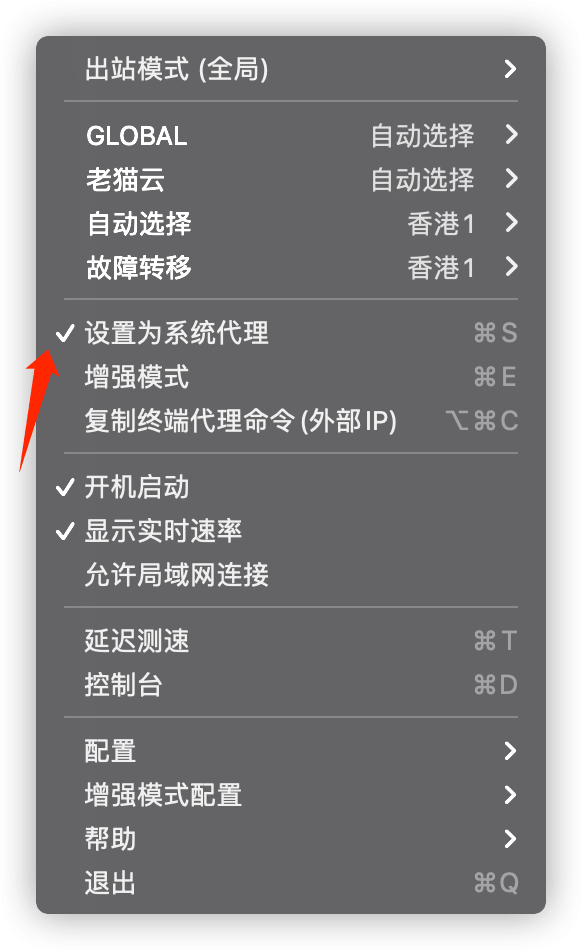 出站模式 (全局)
GLOBAL 自动选择
老猫云 自动选择
自动选择 香港1
故障转移 香港1
设置为系统代理 ⌘S
增强模式 ⌘E
复制终端代理命令(外部IP) ⌥⌘C
开机启动
显示实时速率
允许局域网连接
延迟测速 ⌘T
控制台 ⌘D
配置
增强模式配置
帮助
退出 ⌘Q